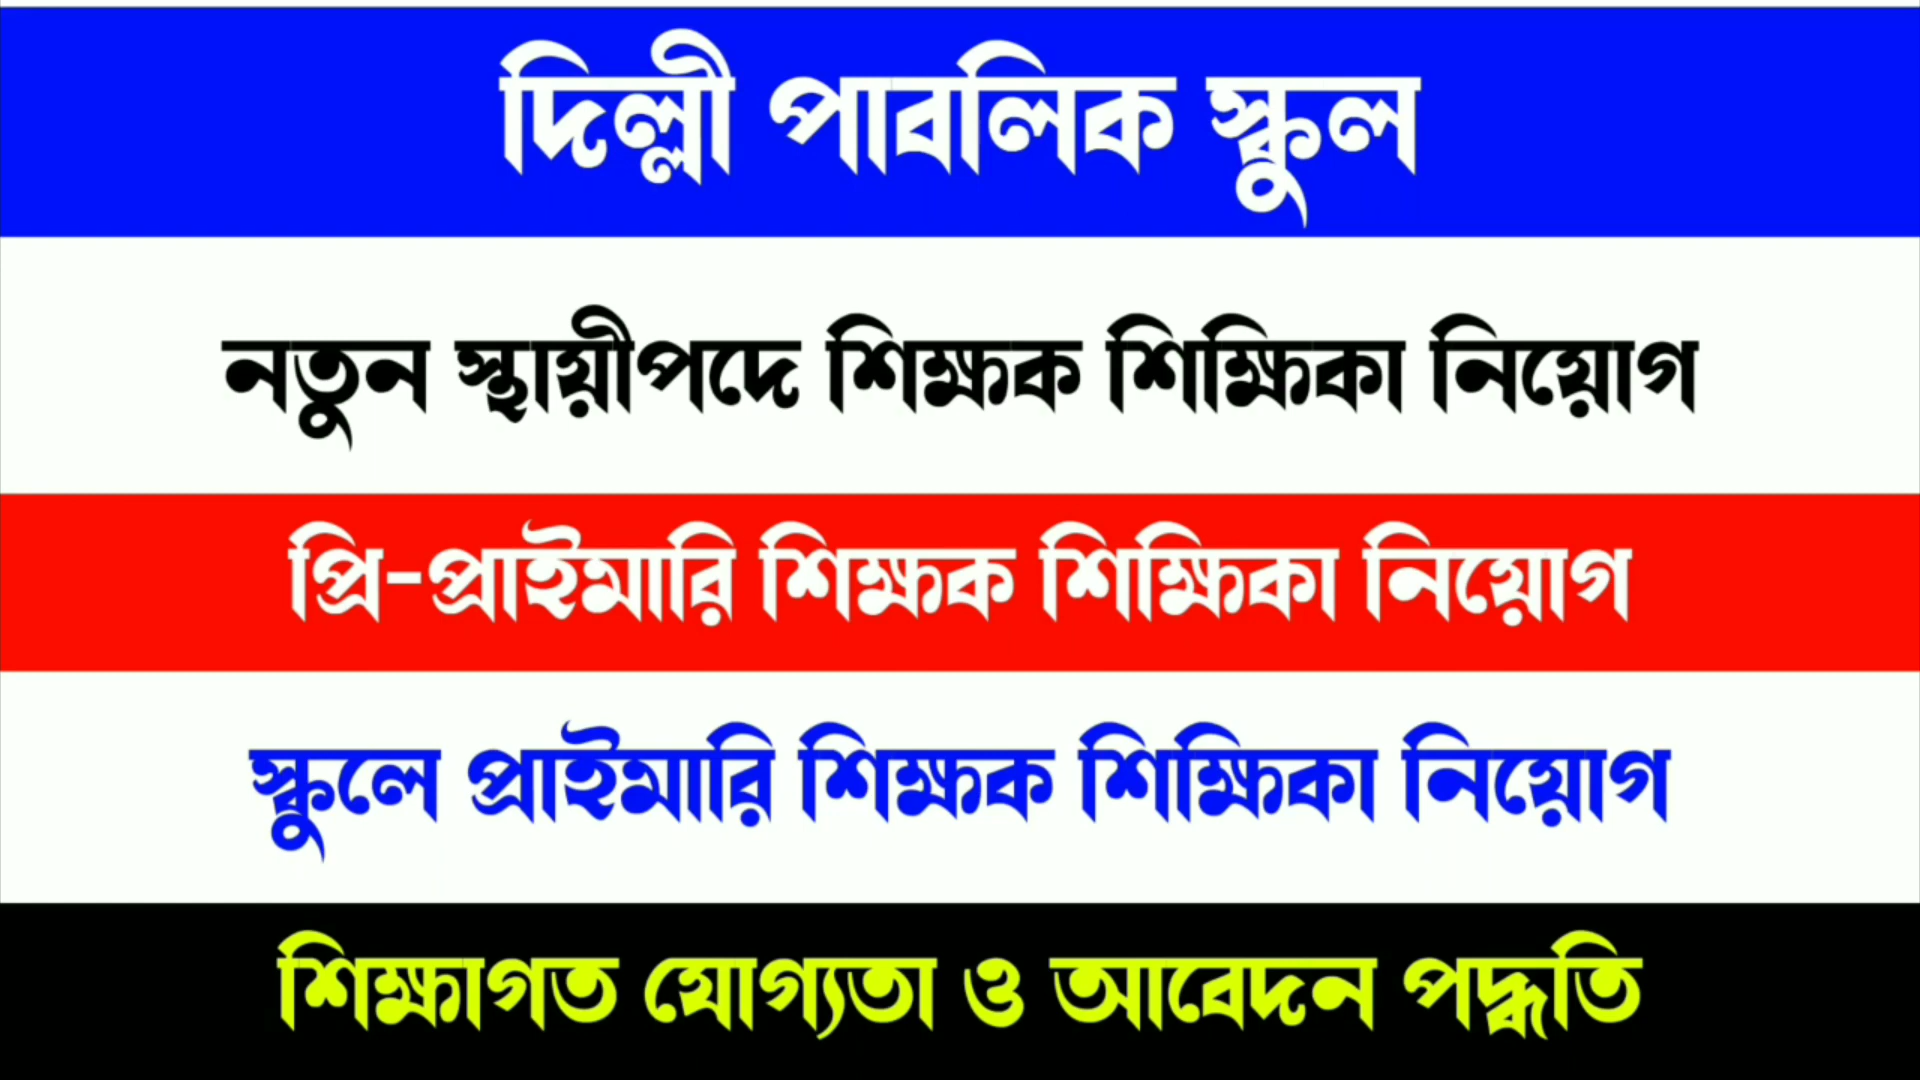 দিল্লী পাবলিক স্কুল
নতুন স্থায়ীপদে শিক্ষক শিক্ষিকা নিয়োগ
প্রি-প্রাইমারি শিক্ষক শিক্ষিকা নিয়োগ
স্কুলে প্রাইমারি শিক্ষক শিক্ষিকা নিয়োগ
শিক্ষাগত যোগ্যতা ও আবেদন পদ্ধতি